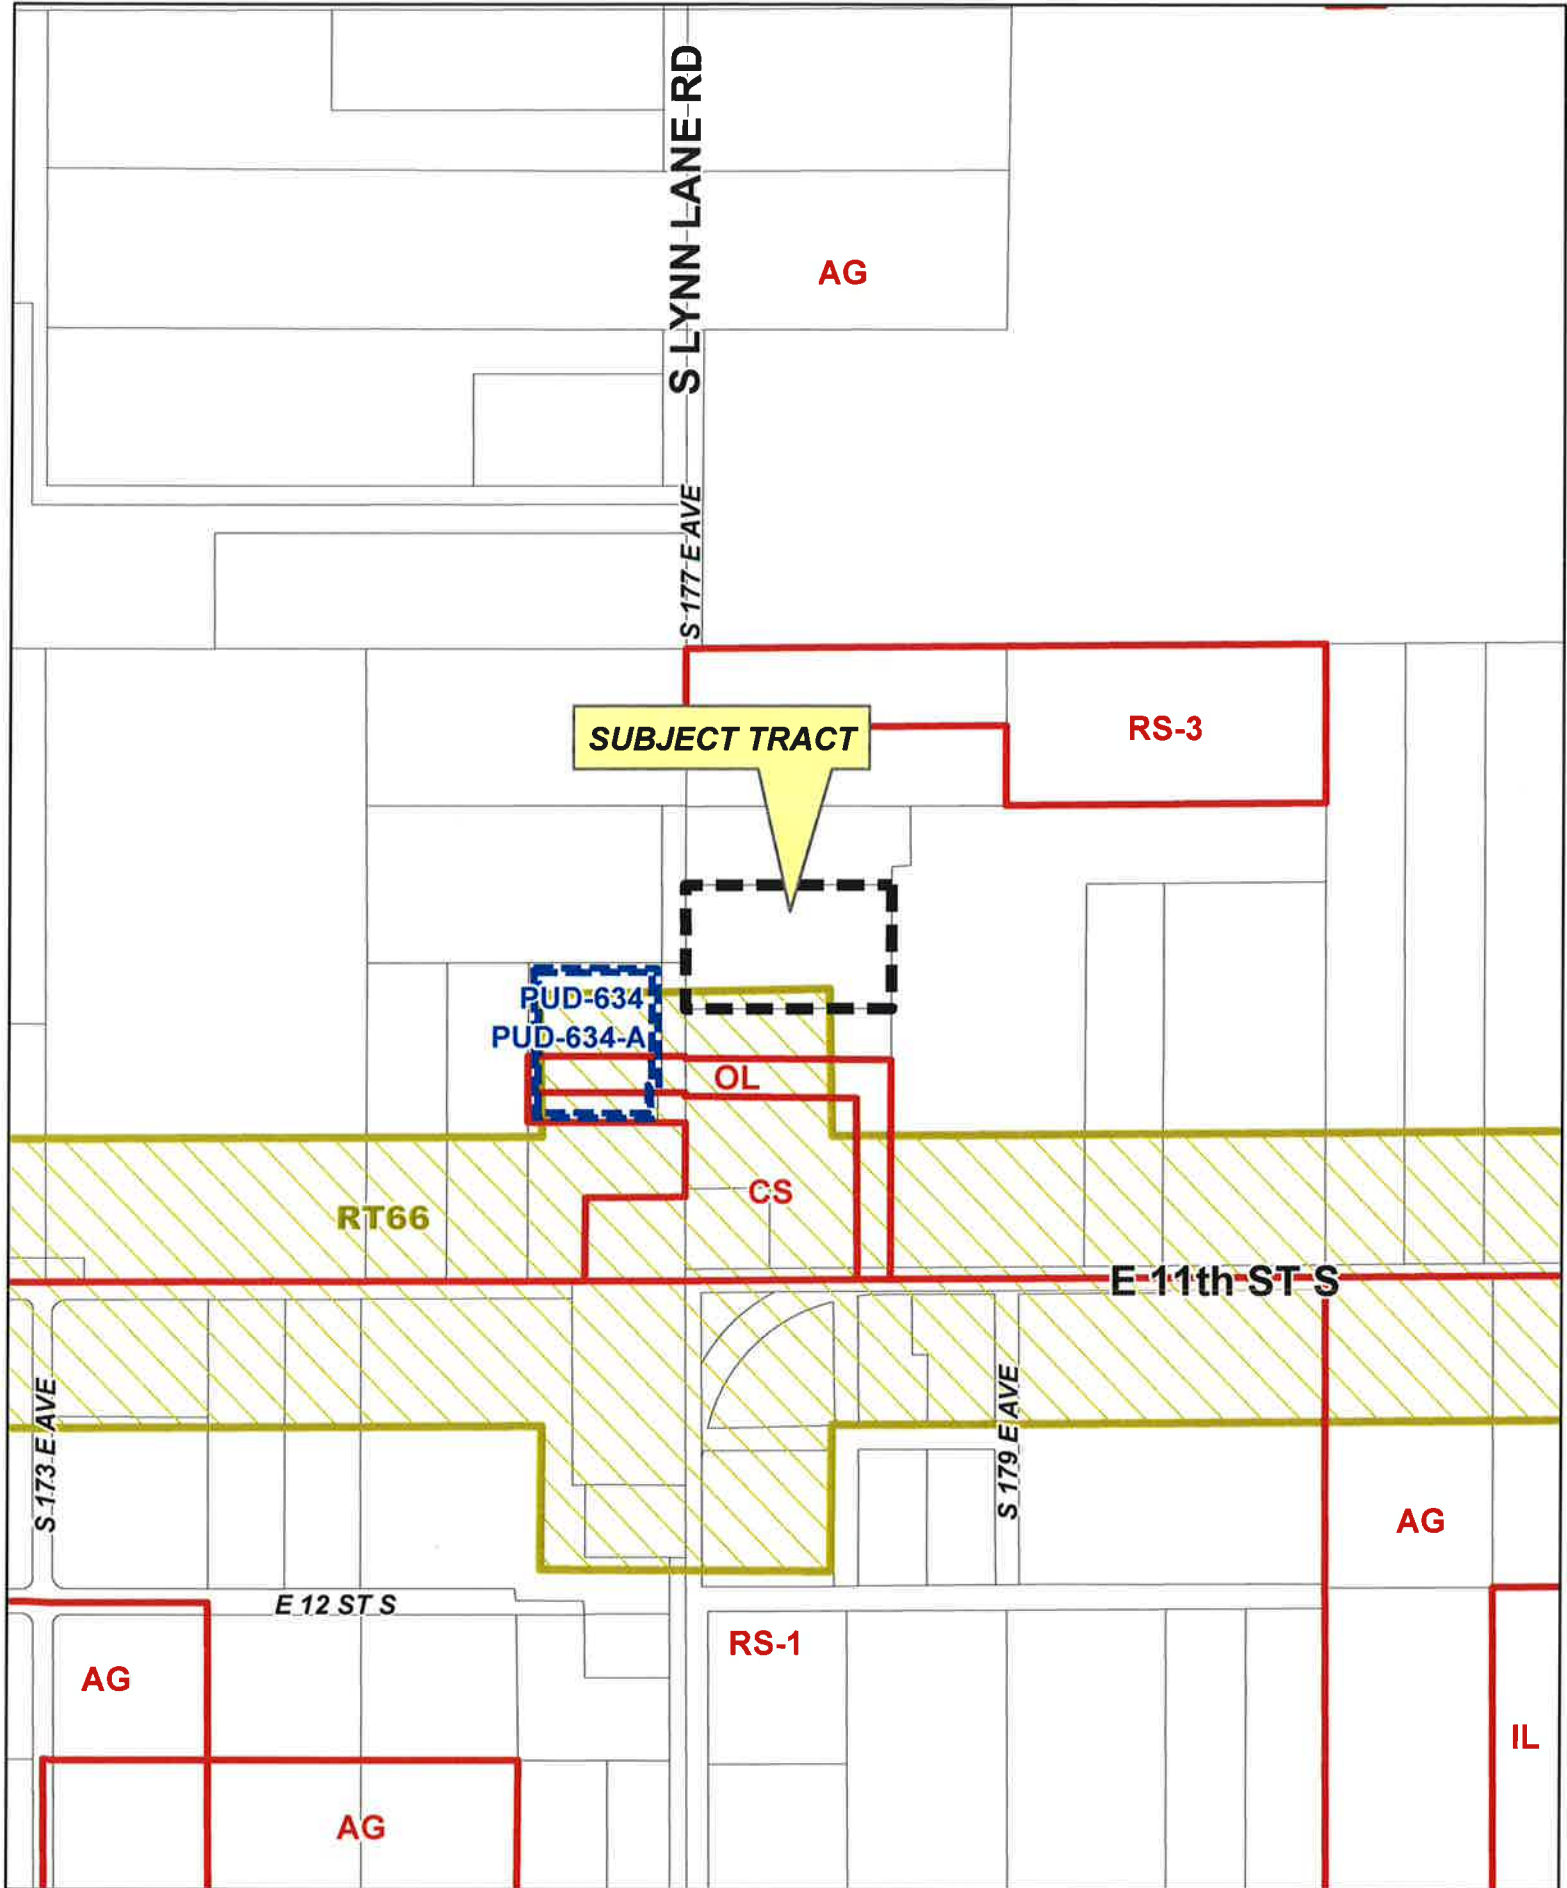 S LYNN LANE RD
AG
S 177 E AVE
SUBJECT TRACT
RS-3
PUD-634
PUD-634-A
OL
CS
RT66
E 11th ST S
S 173 E AVE
S 179 E AVE
AG
E 12 ST S
RS-1
AG
IL
AG